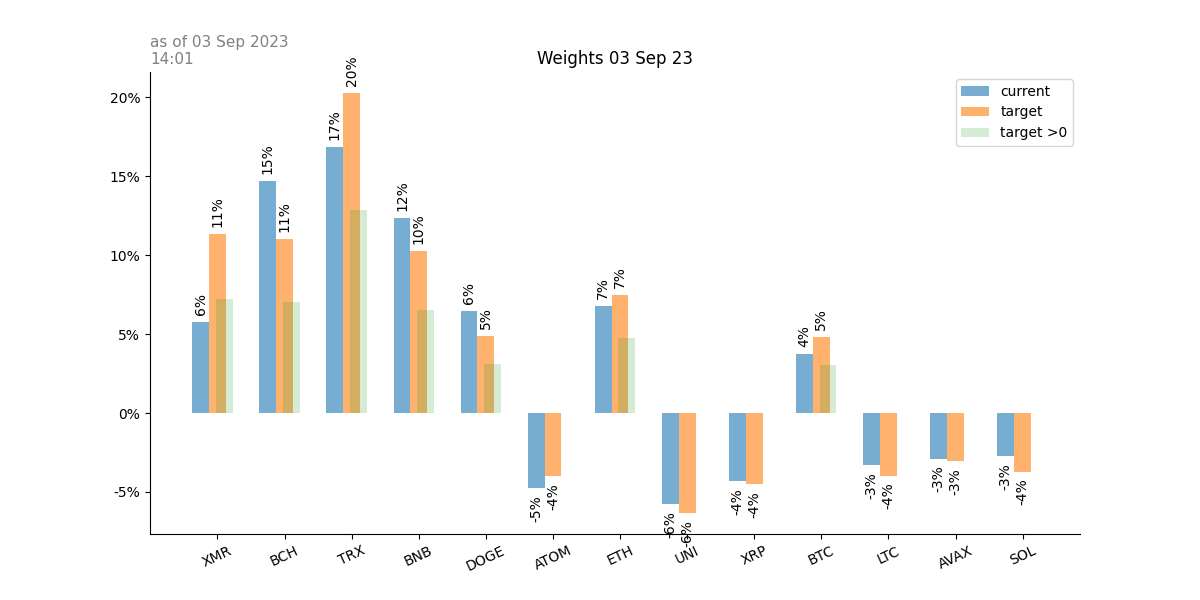 as of 03 Sep 2023
14:01
Weights 03 Sep 23
current
target
target >0
20%
15%
10%
5%
0%
-5%
6%
11%
15%
11%
17%
20%
12%
10%
6%
5%
-5%
-4%
7%
7%
-6%
-6%
-4%
-4%
4%
5%
-3%
-4%
-3%
-3%
-3%
-4%
XMR
BCH
TRX
BNB
DOGE
ATOM
ETH
UNI
XRP
BTC
LTC
AVAX
SOL